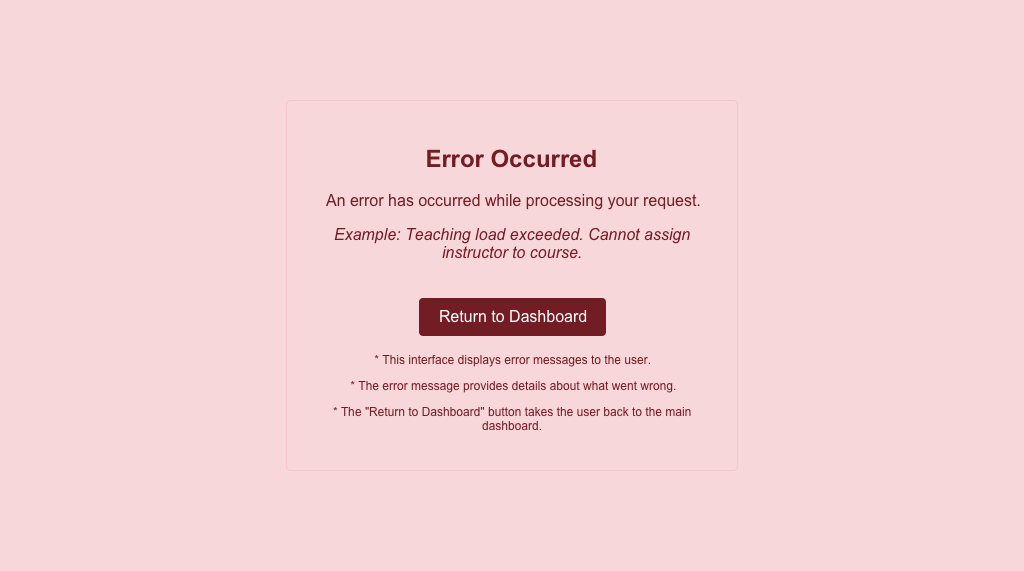 Error Occurred
An error has occurred while processing your request.
Example: Teaching load exceeded. Cannot assign
instructor to course.
Return to Dashboard
* This interface displays error messages to the user.
* The error message provides details about what went wrong.
* The "Return to Dashboard" button takes the user back to the main
dashboard.